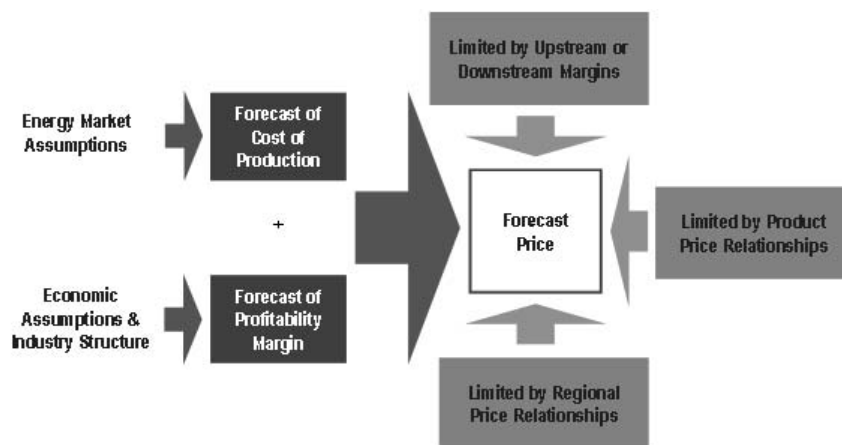 Limited by Upstream or
Downstream Margins
Energy Market
Assumptions
Forecast of
Cost of
Production
+
Forecast
Price
Limited by Product
Price Relationships
Economic
Assumptions &
Industry Structure
Forecast of
Profitability
Margin
Limited by Regional
Price Relationships